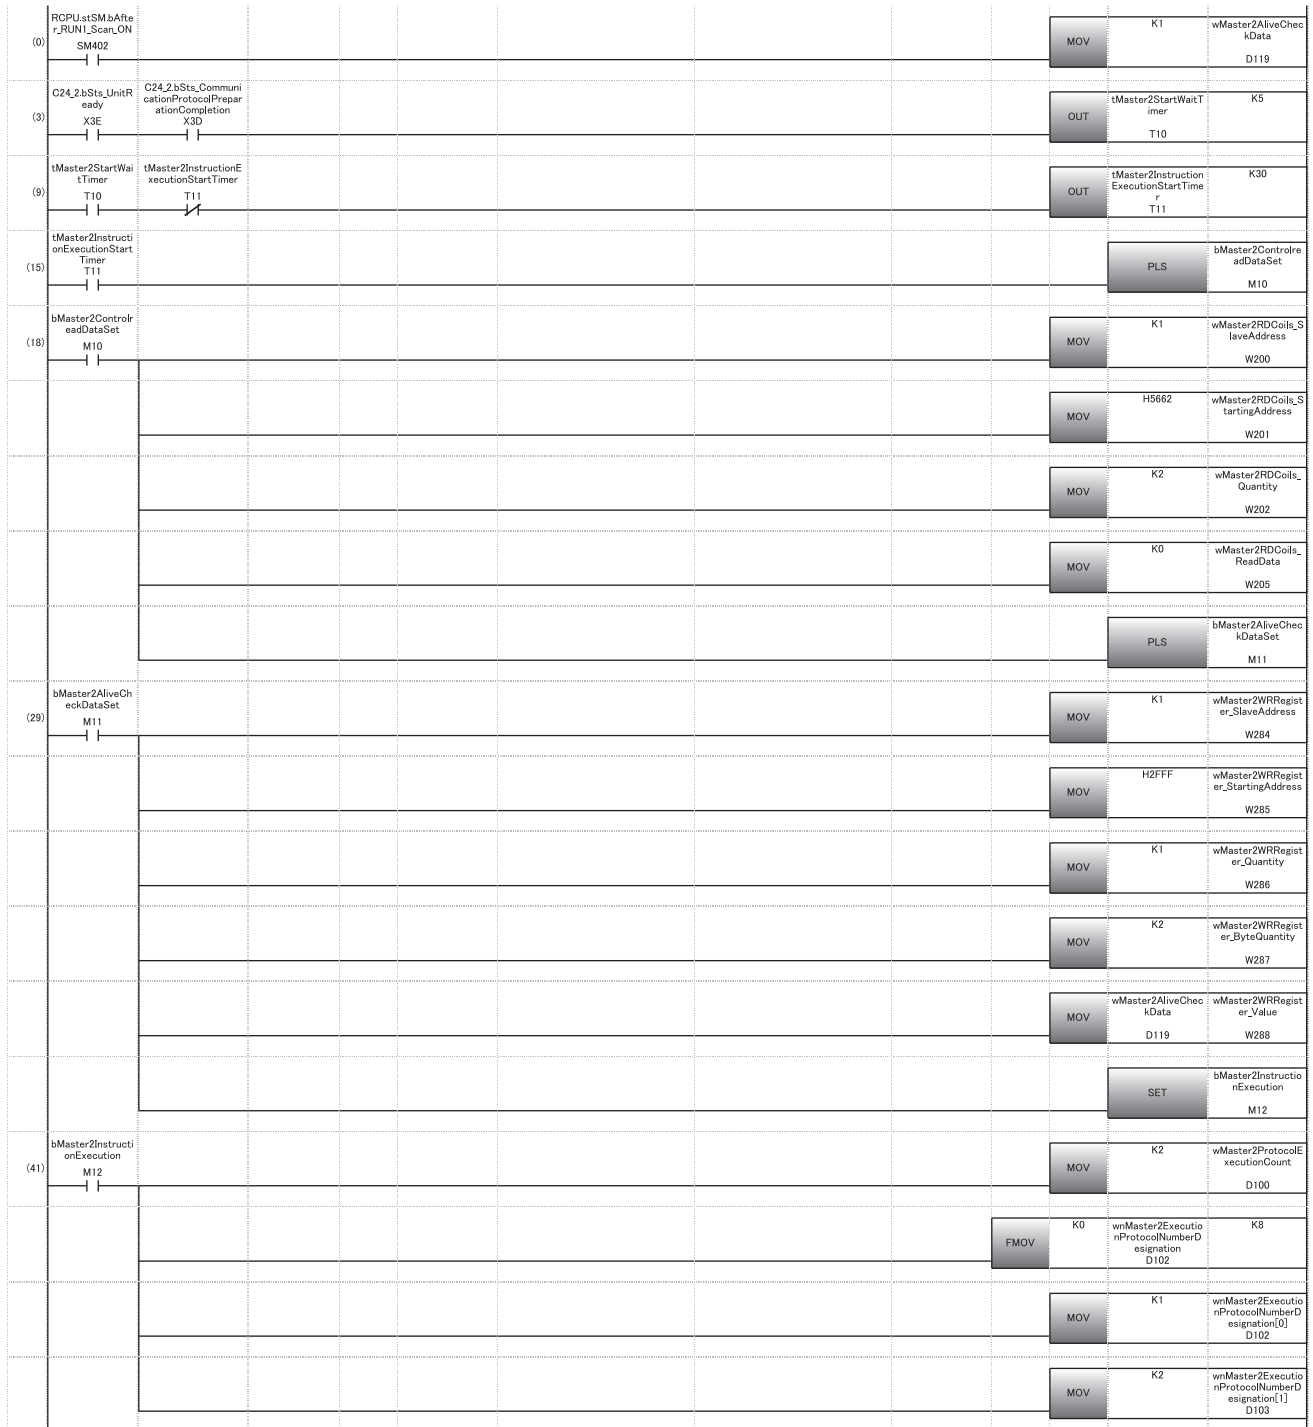 RCPU.stSM.bAfte
r_RUN1_Scan_ON
(0)
SM402
MOV
K1
wMaster2AliveChec
kData
D119
C24_2.bSts_UnitR
eady
C24_2.bSts_Communi
cationProtocolPrepar
ationCompletion
(3)
X3E
X3D
OUT
tMaster2StartWaitT
imer
T10
K5
tMaster2StartWai
tTimer
tMaster2InstructionE
xecutionStartTimer
(9)
T10
T11
OUT
tMaster2Instruction
ExecutionStartTime
r
T11
K30
tMaster2Instructi
onExecutionStart
Timer
(15)
T11
PLS
bMaster2Controlre
adDataSet
M10
bMaster2Controlr
eadDataSet
(18)
M10
MOV
K1
wMaster2RDCoils_S
laveAddress
W200
MOV
H5662
wMaster2RDCoils_S
tartingAddress
W201
MOV
K2
wMaster2RDCoils_
Quantity
W202
MOV
K0
wMaster2RDCoils_
ReadData
W205
PLS
bMaster2AliveChec
kDataSet
M11
bMaster2AliveCh
eckDataSet
(29)
M11
MOV
K1
wMaster2WRRegist
er_SlaveAddress
W284
MOV
H2FFF
wMaster2WRRegist
er_StartingAddress
W285
MOV
K1
wMaster2WRRegist
er_Quantity
W286
MOV
K2
wMaster2WRRegist
er_ByteQuantity
W287
MOV
wMaster2AliveChec
kData
D119
wMaster2WRRegist
er_Value
W288
SET
bMaster2Instructio
nExecution
M12
bMaster2Instructi
onExecution
(41)
M12
MOV
K2
wMaster2ProtocolE
xecutionCount
D100
FMOV
K0
wnMaster2Executio
nProtocolNumberD
esignation
D102
K8
MOV
K1
wnMaster2Executio
nProtocolNumberD
esignation[0]
D102
MOV
K2
wnMaster2Executio
nProtocolNumberD
esignation[1]
D103